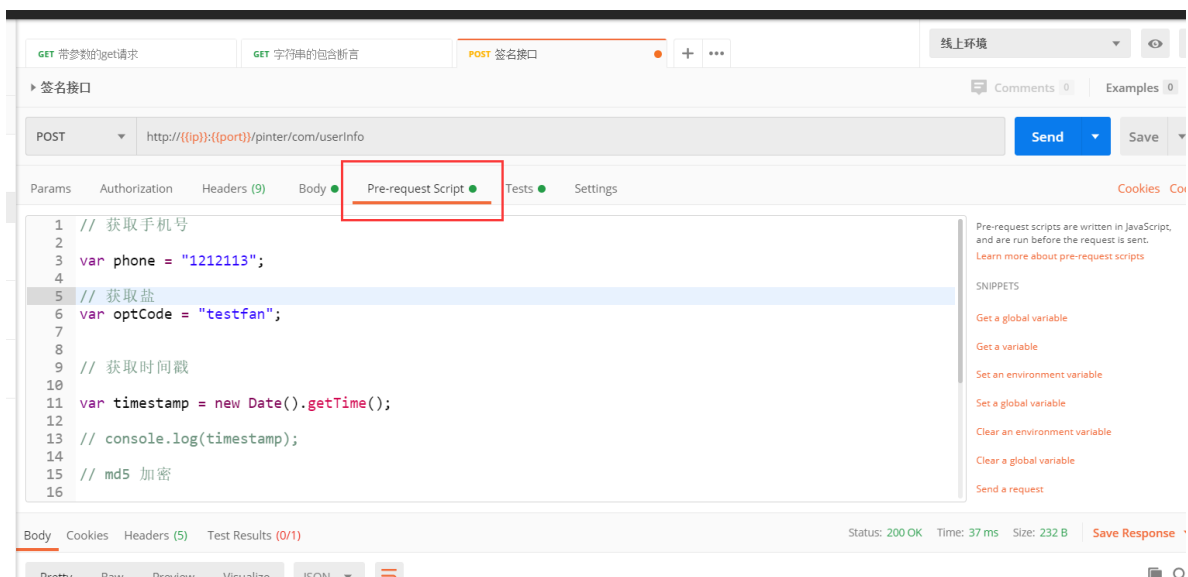 GET 带参数的get请求 GET 字符串的包含断言 POST 签名接口 + ••• 线上环境
签名接口 Comments 0 Examples 0
POST http://{{ip}}:{{port}}/pinter/com/userInfo Send Save
Params Authorization Headers (9) Body Pre-request Script Tests Settings Cookies
1 // 获取手机号
2
3 var phone = "1212113";
4
5 // 获取盐
6 var optCode = "testfan";
7
8
9 // 获取时间戳
10
11 var timestamp = new Date().getTime();
12
13 // console.log(timestamp);
14
15 // md5 加密
16
Pre-request scripts are written in JavaScript,
and are run before the request is sent.
Learn more about pre-request scripts
SNIPPETS
Get a global variable
Get a variable
Set an environment variable
Set a global variable
Clear an environment variable
Clear a global variable
Send a request
Body Cookies Headers (5) Test Results (0/1) Status: 200 OK Time: 37 ms Size: 232 B Save Response
Pretty Raw Preview Visualize JSON